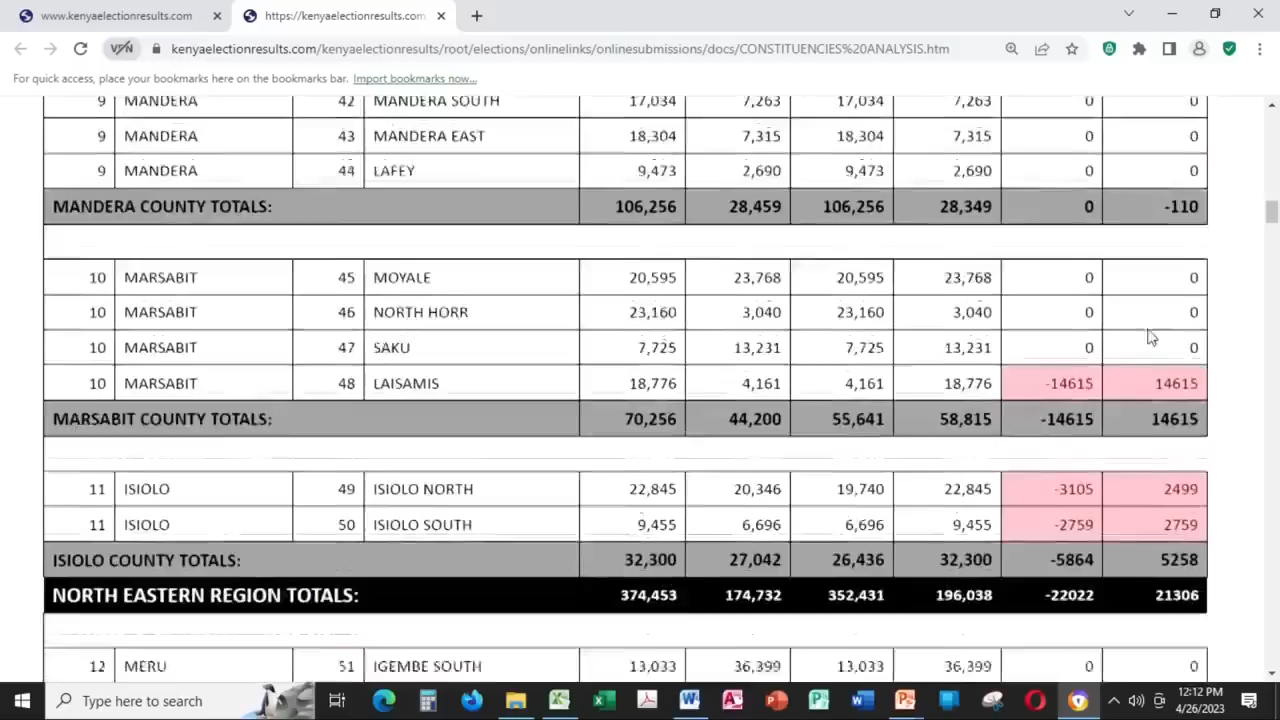 www.kenyaelectionresults.com
https://kenyaelectionresults.com
VPN kenyaelectionresults.com/kenyaelectionresults/root/elections/onlinelinks/onlinesubmissions/docs/CONSTITUENCIES%20ANALYSIS.htm
For quick access, place your bookmarks here on the bookmarks bar. Import bookmarks now...
9 MANDERA 42 MANDERA SOUTH 17,034 7,263 17,034 7,263 0 0
9 MANDERA 43 MANDERA EAST 18,304 7,315 18,304 7,315 0 0
9 MANDERA 44 LAFEY 9,473 2,690 9,473 2,690 0 0
MANDERA COUNTY TOTALS: 106,256 28,459 106,256 28,349 0 -110
10 MARSABIT 45 MOYALE 20,595 23,768 20,595 23,768 0 0
10 MARSABIT 46 NORTH HORR 23,160 3,040 23,160 3,040 0 0
10 MARSABIT 47 SAKU 7,725 13,231 7,725 13,231 0 0
10 MARSABIT 48 LAISAMIS 18,776 4,161 4,161 18,776 -14615 14615
MARSABIT COUNTY TOTALS: 70,256 44,200 55,641 58,815 -14615 14615
11 ISIOLO 49 ISIOLO NORTH 22,845 20,346 19,740 22,845 -3105 2499
11 ISIOLO 50 ISIOLO SOUTH 9,455 6,696 6,696 9,455 -2759 2759
ISIOLO COUNTY TOTALS: 32,300 27,042 26,436 32,300 -5864 5258
NORTH EASTERN REGION TOTALS: 374,453 174,732 352,431 196,038 -22022 21306
12 MERU 51 IGEMBE SOUTH 13,033 36,399 13,033 36,399 0 0
Type here to search
12:12 PM
4/26/2023